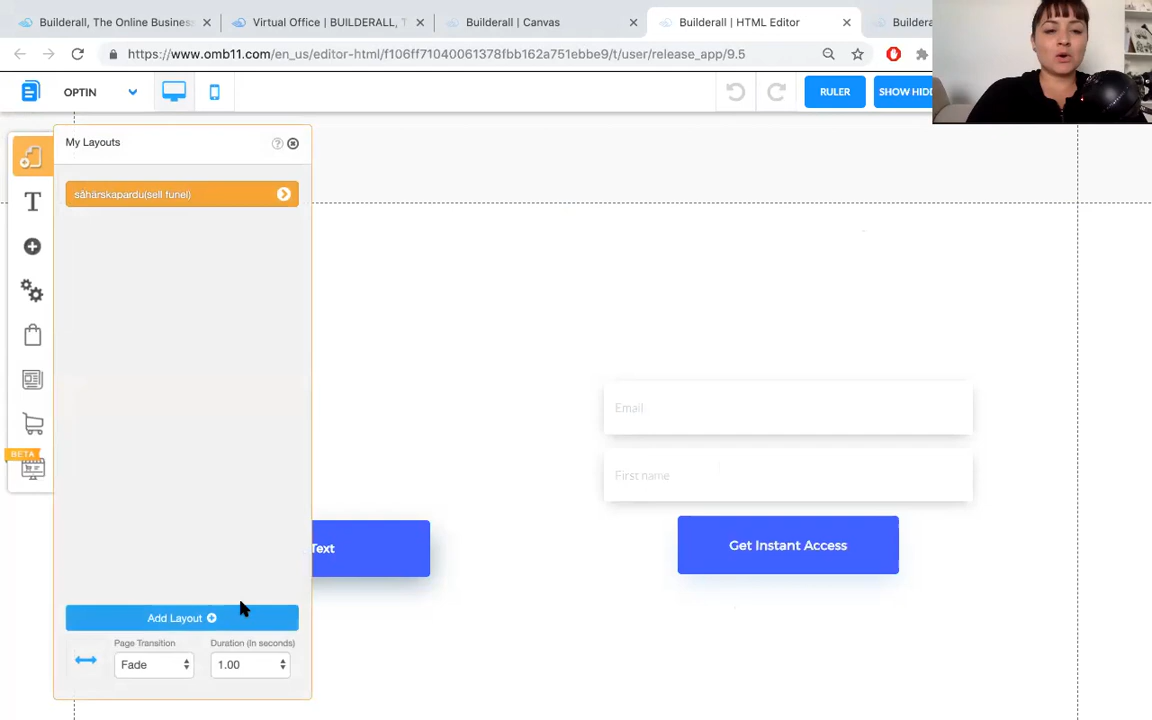 Builderall, The Online Business
Virtual Office | BUILDERALL, T
Builderall | Canvas
Builderall | HTML Editor
Buildera
https://www.omb11.com/en_us/editor-html/f106ff71040061378fbb162a751ebbe9/t/user/release_app/9.5
OPTIN
RULER
SHOW HIDD
My Layouts
?
såhärskapardu(sell funel)
T
BETA
Email
First name
Text
Get Instant Access
Add Layout
Page Transition
Duration (In seconds)
Fade
1.00